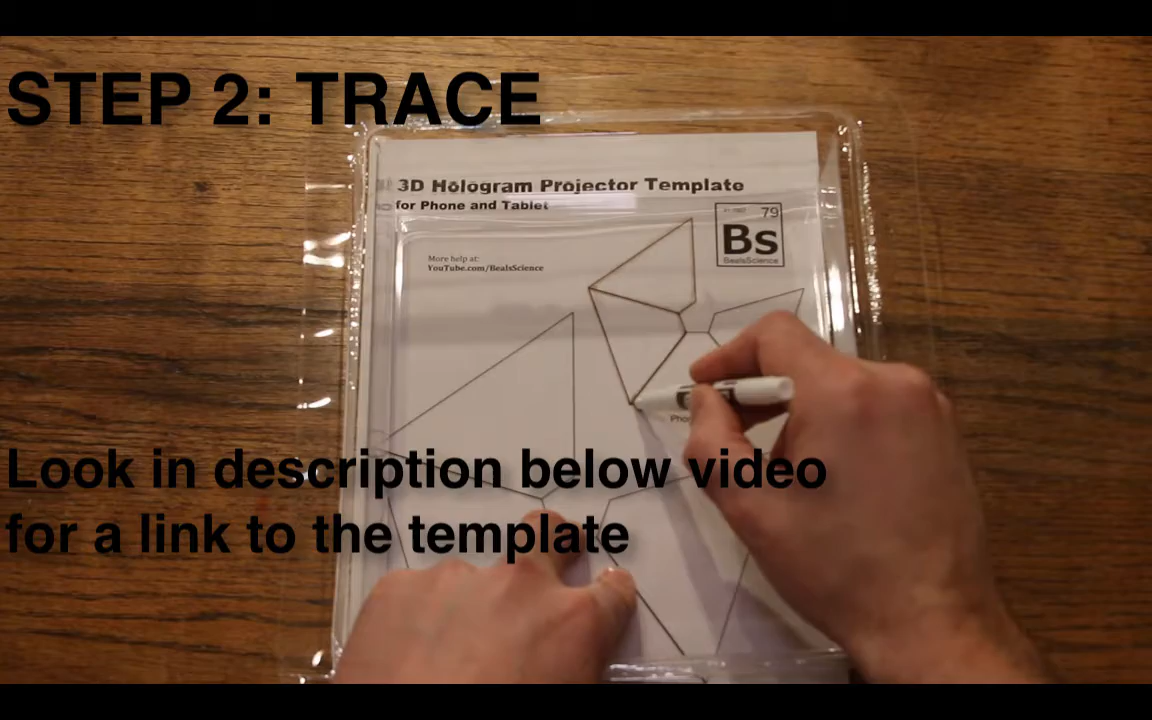 STEP 2: TRACE
3D Hologram Projector Template
for Phone and Tablet
79
Bs
BealsScience
More help at:
YouTube.com/BealsScience
Look in description below video
for a link to the template